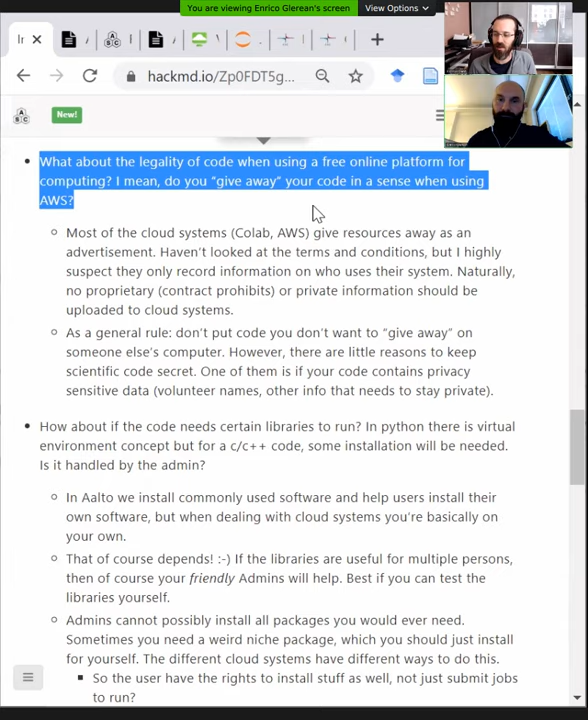 You are viewing Enrico Glerean's screen
View Options
hackmd.io/Zp0FDT5g...
New!
What about the legality of code when using a free online platform for
computing? I mean, do you "give away" your code in a sense when using
AWS?
Most of the cloud systems (Colab, AWS) give resources away as an
advertisement. Haven't looked at the terms and conditions, but I highly
suspect they only record information on who uses their system. Naturally,
no proprietary (contract prohibits) or private information should be
uploaded to cloud systems.
As a general rule: don't put code you don't want to "give away" on
someone else's computer. However, there are little reasons to keep
scientific code secret. One of them is if your code contains privacy
sensitive data (volunteer names, other info that needs to stay private).
How about if the code needs certain libraries to run? In python there is virtual
environment concept but for a c/c++ code, some installation will be needed.
Is it handled by the admin?
In Aalto we install commonly used software and help users install their
own software, but when dealing with cloud systems you're basically on
your own.
That of course depends! :-) If the libraries are useful for multiple persons,
then of course your friendly Admins will help. Best if you can test the
libraries yourself.
Admins cannot possibly install all packages you would ever need.
Sometimes you need a weird niche package, which you should just install
for yourself. The different cloud systems have different ways to do this.
So the user have the rights to install stuff as well, not just submit jobs
to run?